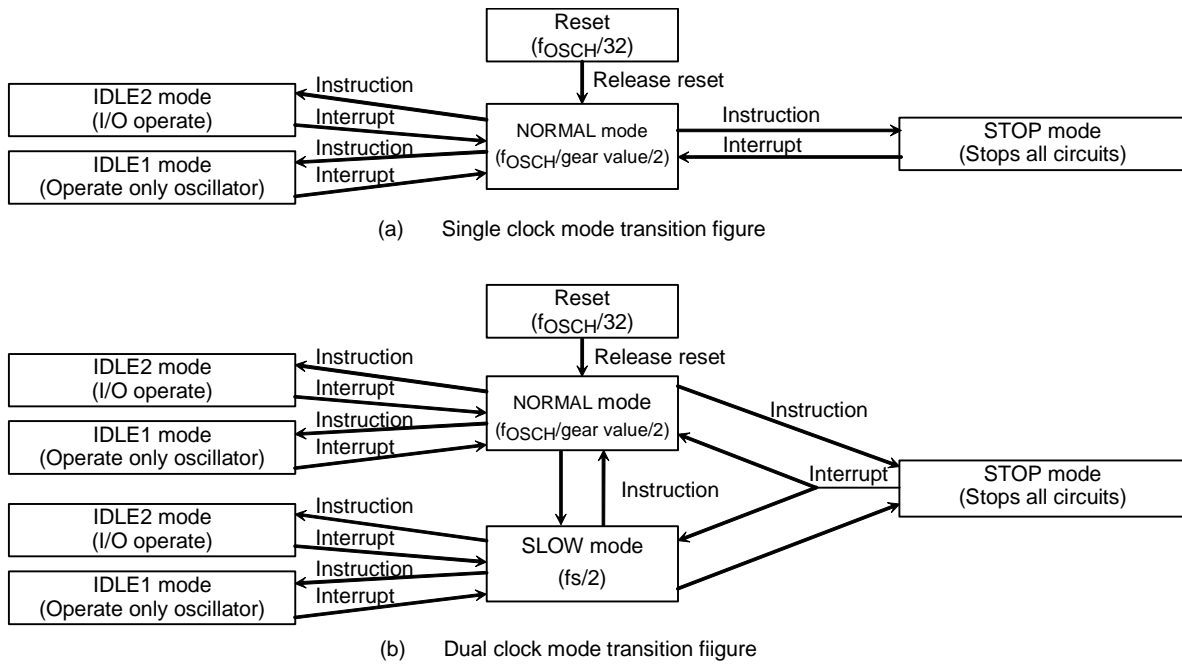 Reset
(fOSCH/32)
Release reset
IDLE2 mode
(I/O operate)
Instruction
Interrupt
IDLE1 mode
(Operate only oscillator)
Instruction
Interrupt
NORMAL mode
(fOSCH/gear value/2)
Instruction
Interrupt
STOP mode
(Stops all circuits)
(a) Single clock mode transition figure
Reset
(fOSCH/32)
Release reset
IDLE2 mode
(I/O operate)
Instruction
Interrupt
IDLE1 mode
(Operate only oscillator)
Instruction
Interrupt
NORMAL mode
(fOSCH/gear value/2)
Instruction
Interrupt
STOP mode
(Stops all circuits)
Instruction
IDLE2 mode
(I/O operate)
Instruction
Interrupt
IDLE1 mode
(Operate only oscillator)
Instruction
Interrupt
SLOW mode
(fs/2)
(b) Dual clock mode transition fiigure